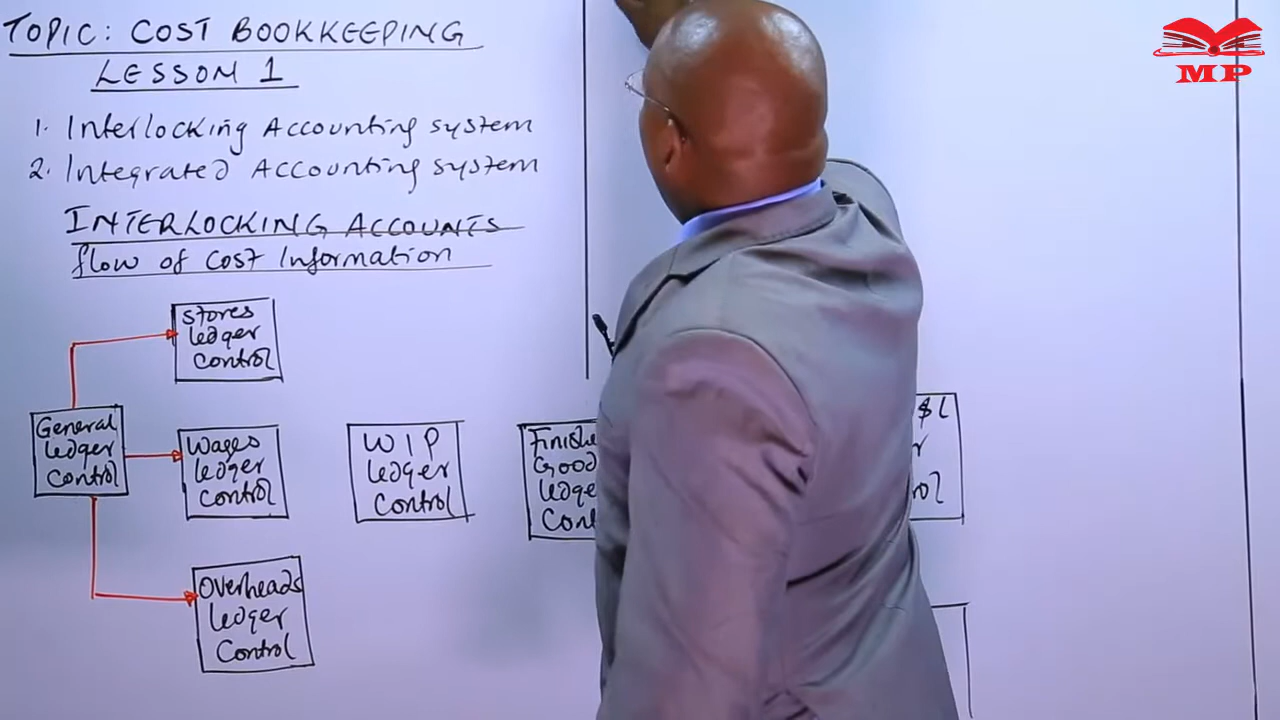 TOPIC: COST BOOKKEEPING
LESSON 1
1. Interlocking Accounting system
2. Integrated Accounting system
INTERLOCKING ACCOUNTS
flow of cost Information
Stores
ledger
control
General
ledger
control
Wages
ledger
control
WIP
ledger
Control
Overheads
ledger
Control
MP